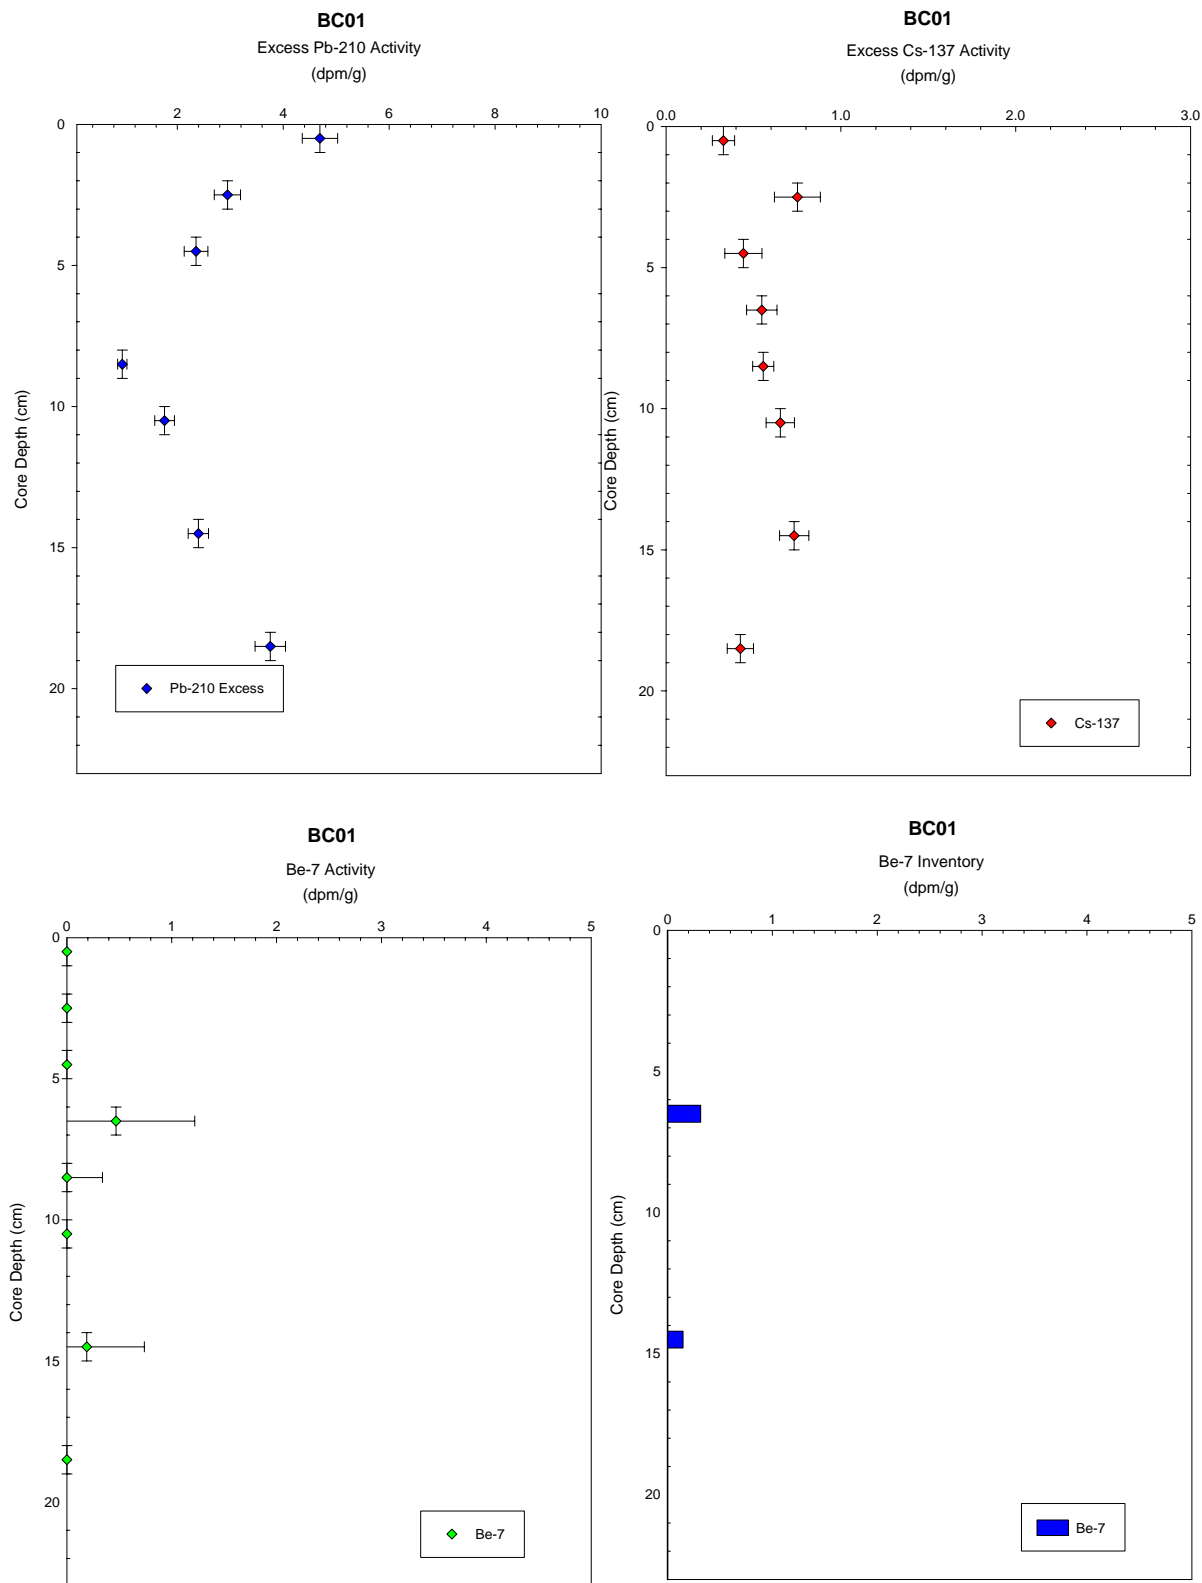 BC01
Excess Pb-210 Activity
(dpm/g)
2 4 6 8 10
0
5
10
15
20
Core Depth (cm)
Pb-210 Excess
BC01
Excess Cs-137 Activity
(dpm/g)
0.0 1.0 2.0 3.0
0
5
10
15
20
Core Depth (cm)
Cs-137
BC01
Be-7 Activity
(dpm/g)
0 1 2 3 4 5
0
5
10
15
20
Core Depth (cm)
Be-7
BC01
Be-7 Inventory
(dpm/g)
0 1 2 3 4 5
0
5
10
15
20
Core Depth (cm)
Be-7